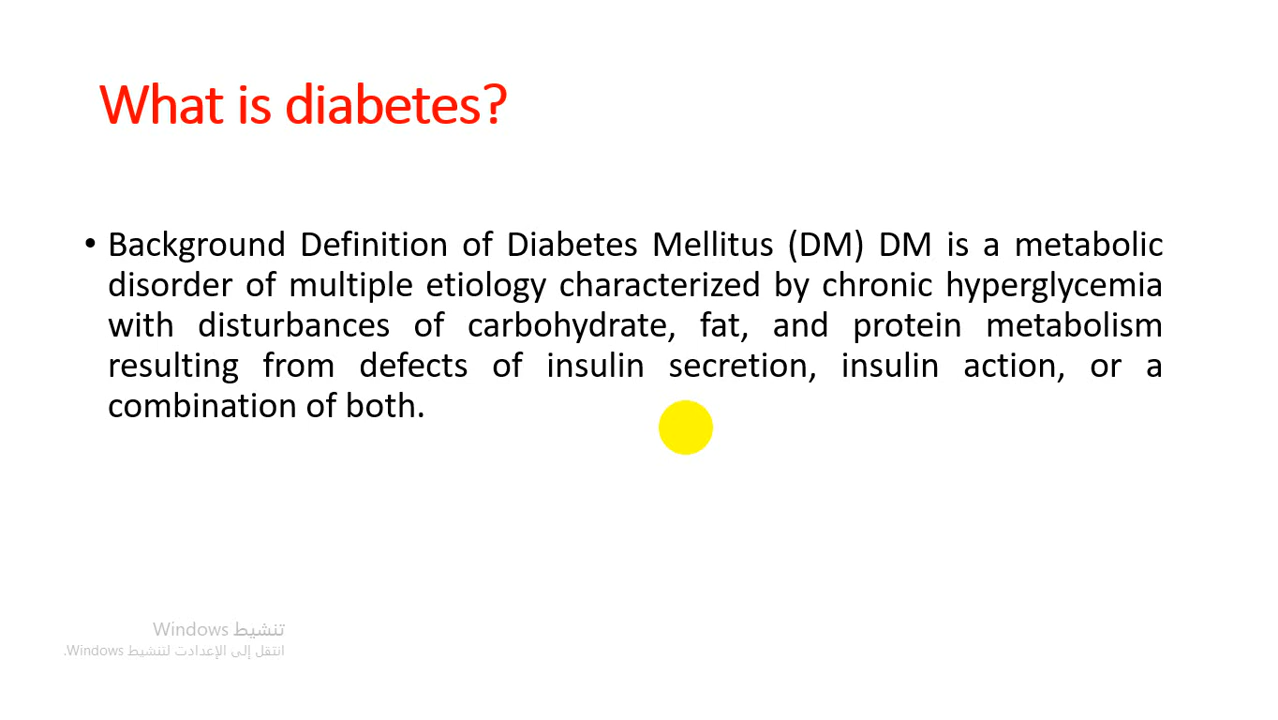 What is diabetes?
• Background Definition of Diabetes Mellitus (DM) DM is a metabolic
disorder of multiple etiology characterized by chronic hyperglycemia
with disturbances of carbohydrate, fat, and protein metabolism
resulting from defects of insulin secretion, insulin action, or a
combination of both.
تنشيط Windows
انتقل إلى الإعدادت لتنشيط Windows.